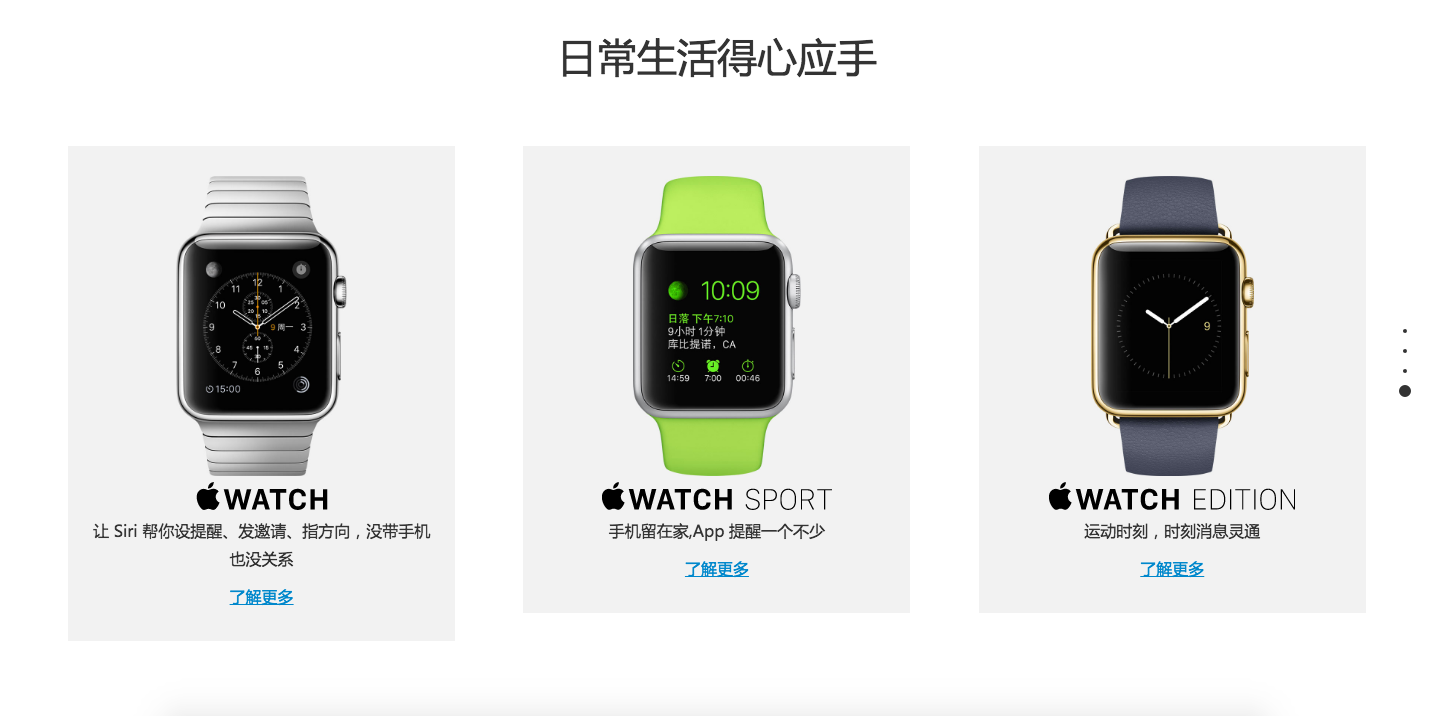 日常生活得心应手
12
11
1
10
2
9
9 周一
3
8
4
7
5
6
15:00
WATCH
让 Siri 帮你设提醒、发邀请、指方向，没带手机
也没关系
了解更多
10:09
日落 下午7:10
9小时 1分钟
库比提诺，CA
14:59 7:00 00:46
WATCH SPORT
手机留在家,App 提醒一个不少
了解更多
9
WATCH EDITION
运动时刻，时刻消息灵通
了解更多